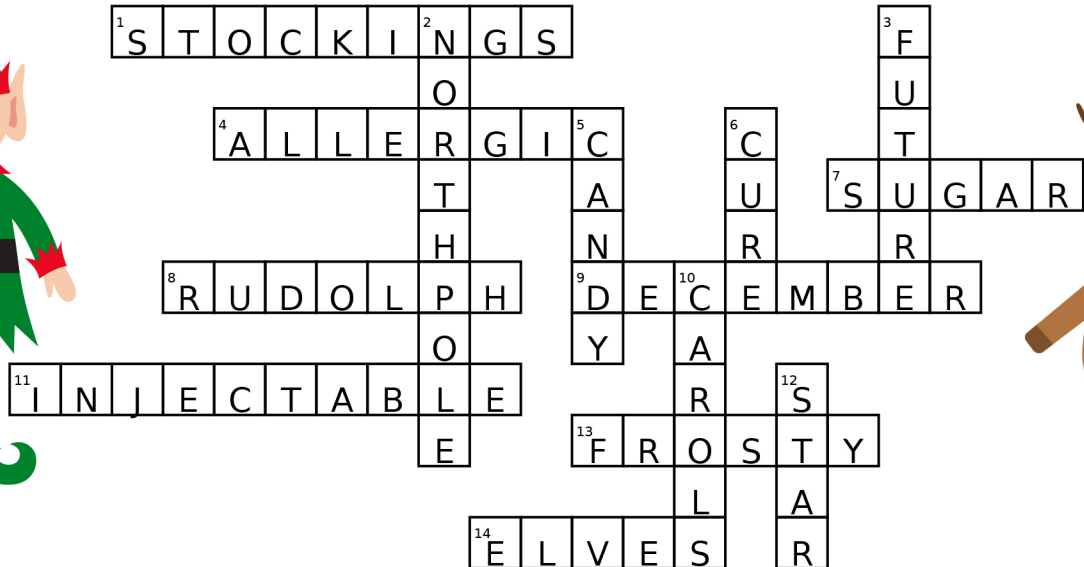 1 STOCKINGS
2 NORTHPOLE
3 FUTURE
4 ALLERGIC
5 CANDY
6 CURE
7 SUGAR
8 RUDOLPH
9 DECEMBER
10 CAROLS
11 INJECTABLE
12 STAR
13 FROSTY
14 ELVES